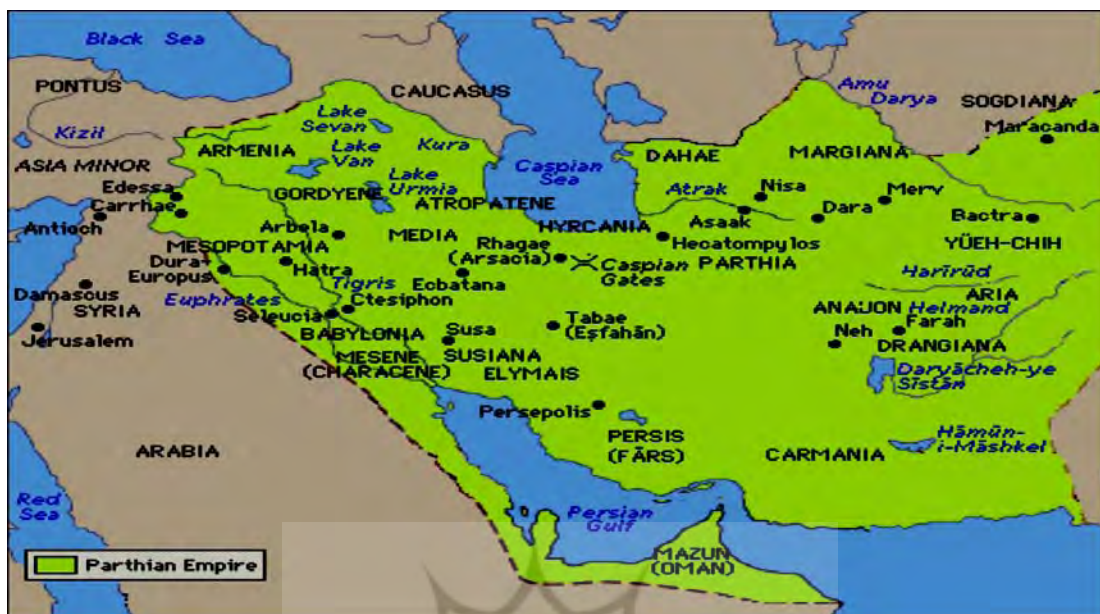 Black Sea
PONTUS
CAUCASUS
Amu
Darya
SOGDIANA
Maracanda
Kizil
Lake
Sevan
Kura
ARMENIA
Lake
Van
ASIA MINOR
Caspian
Sea
DAHAE
MARGIANA
Edessa
Carrhae
GORDYENE
Lake
Urmia
ATROPATENE
Atrak
Nisa
Merv
Antioch
Arbela
MEDIA
HYRCANIA
Asaak
Dara
Bactra
MESOPOTAMIA
Rhagae
(Arsacia)
Hecatompylos
YÜEH-CHIH
Dura+
Europus
Hatra
Tigris
Ecbatana
Caspian
Gates
PARTHIA
Harīrūd
Damascus
SYRIA
Euphrates
Ctesiphon
Seleucia
ARIA
ANAUON
Helmand
Jerusalem
BABYLONIA
Susa
Tabae
(Eşfahān)
Neh
Farah
DRANGIANA
MESENE
(CHARACENE)
SUSIANA
ELYMAIS
Daryācheh-ye
Sīstān
Persepolis
ARABIA
PERSIS
(FĀRS)
CARMANIA
Hāmūn-
i-Māshkel
Red
Sea
Persian
Gulf
MAZUN
(OMAN)
Parthian Empire